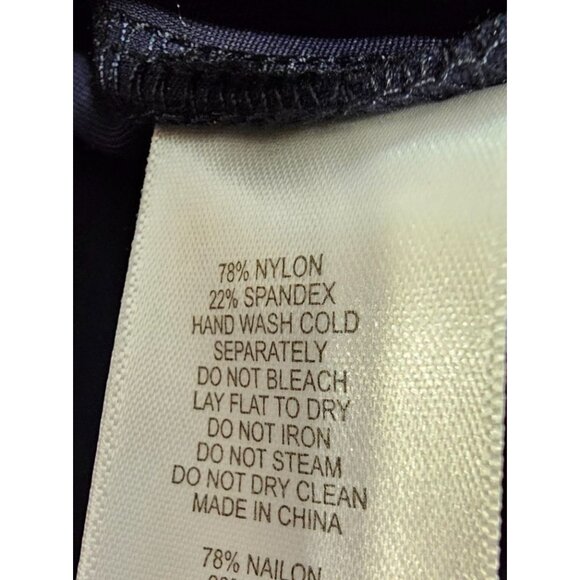 78% NYLON
22% SPANDEX
HAND WASH COLD
SEPARATELY
DO NOT BLEACH
LAY FLAT TO DRY
DO NOT IRON
DO NOT STEAM
DO NOT DRY CLEAN
MADE IN CHINA
78% NAILON